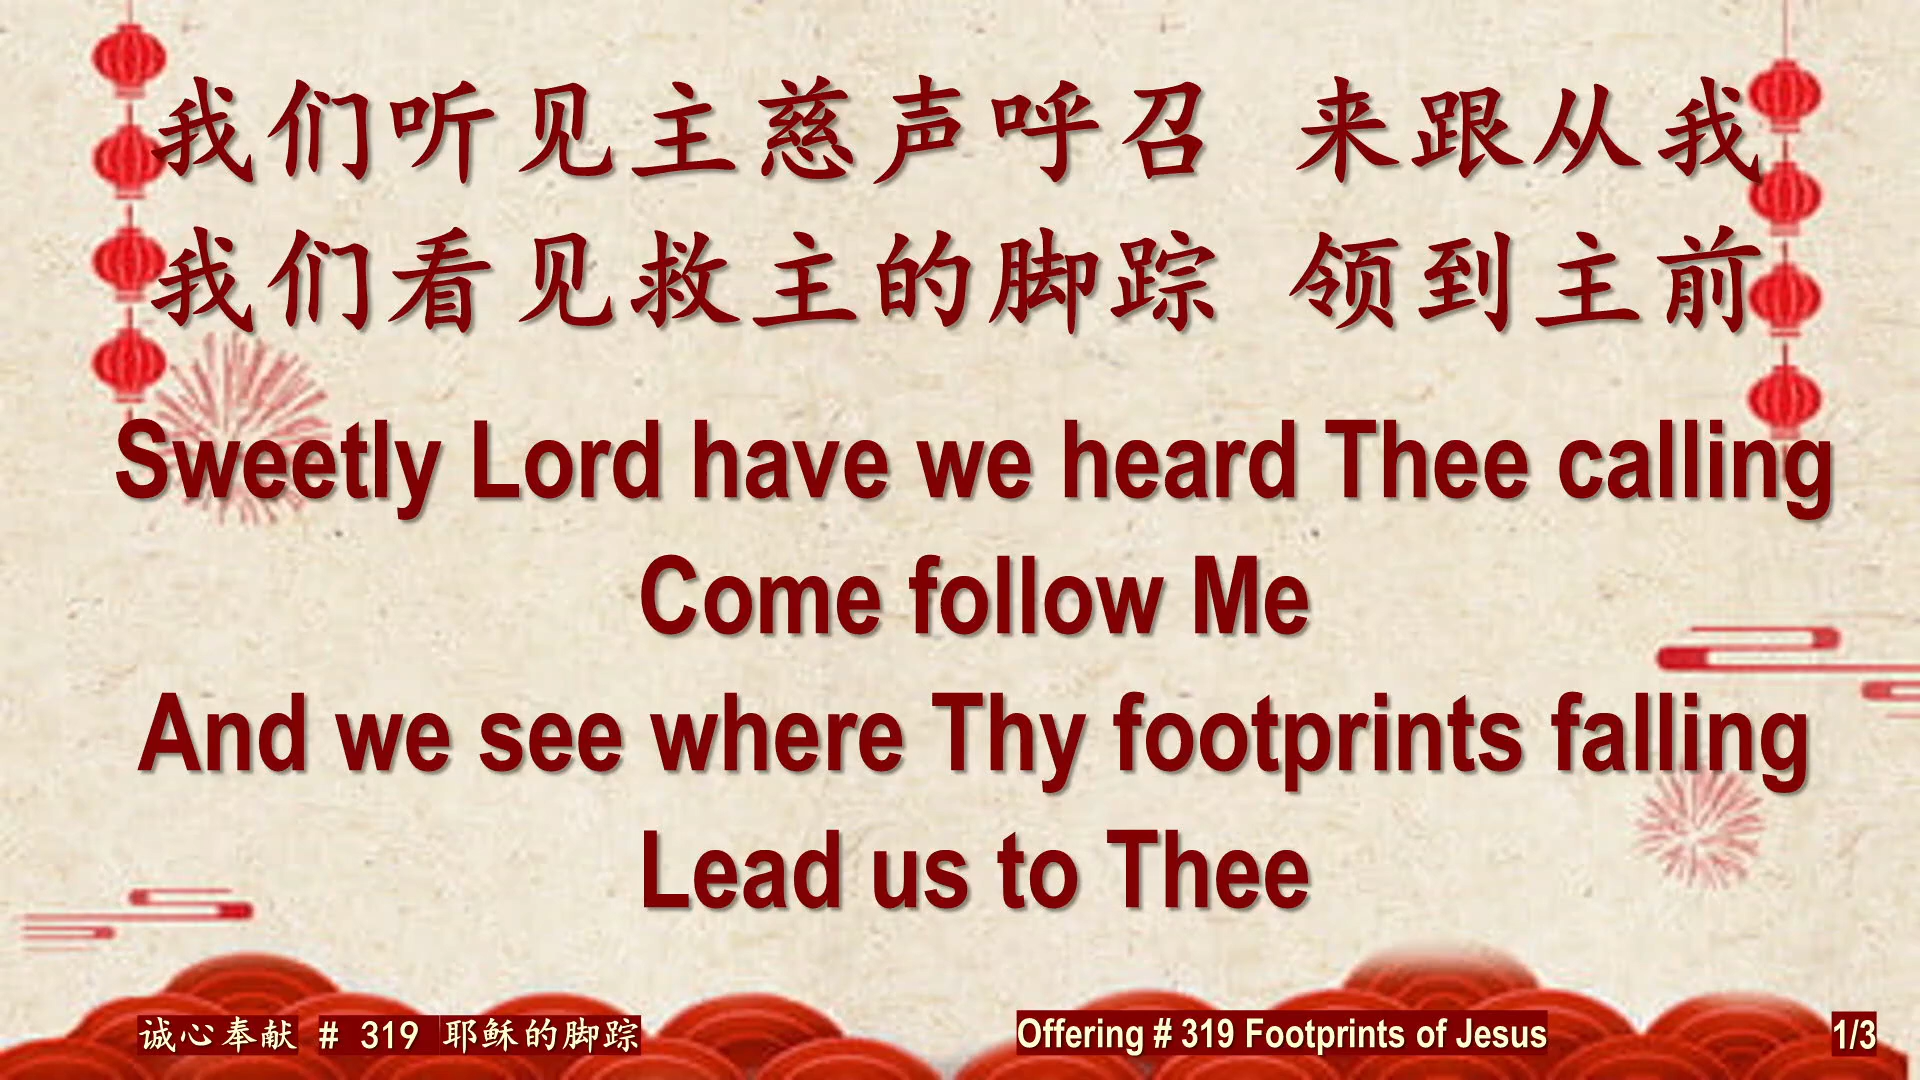 我们听见主慈声呼召 来跟从我
我们看见救主的脚踪 领到主前
Sweetly Lord have we heard Thee calling
Come follow Me
And we see where Thy footprints falling
Lead us to Thee
诚心奉献 # 319 耶稣的脚踪
Offering # 319 Footprints of Jesus
1/3